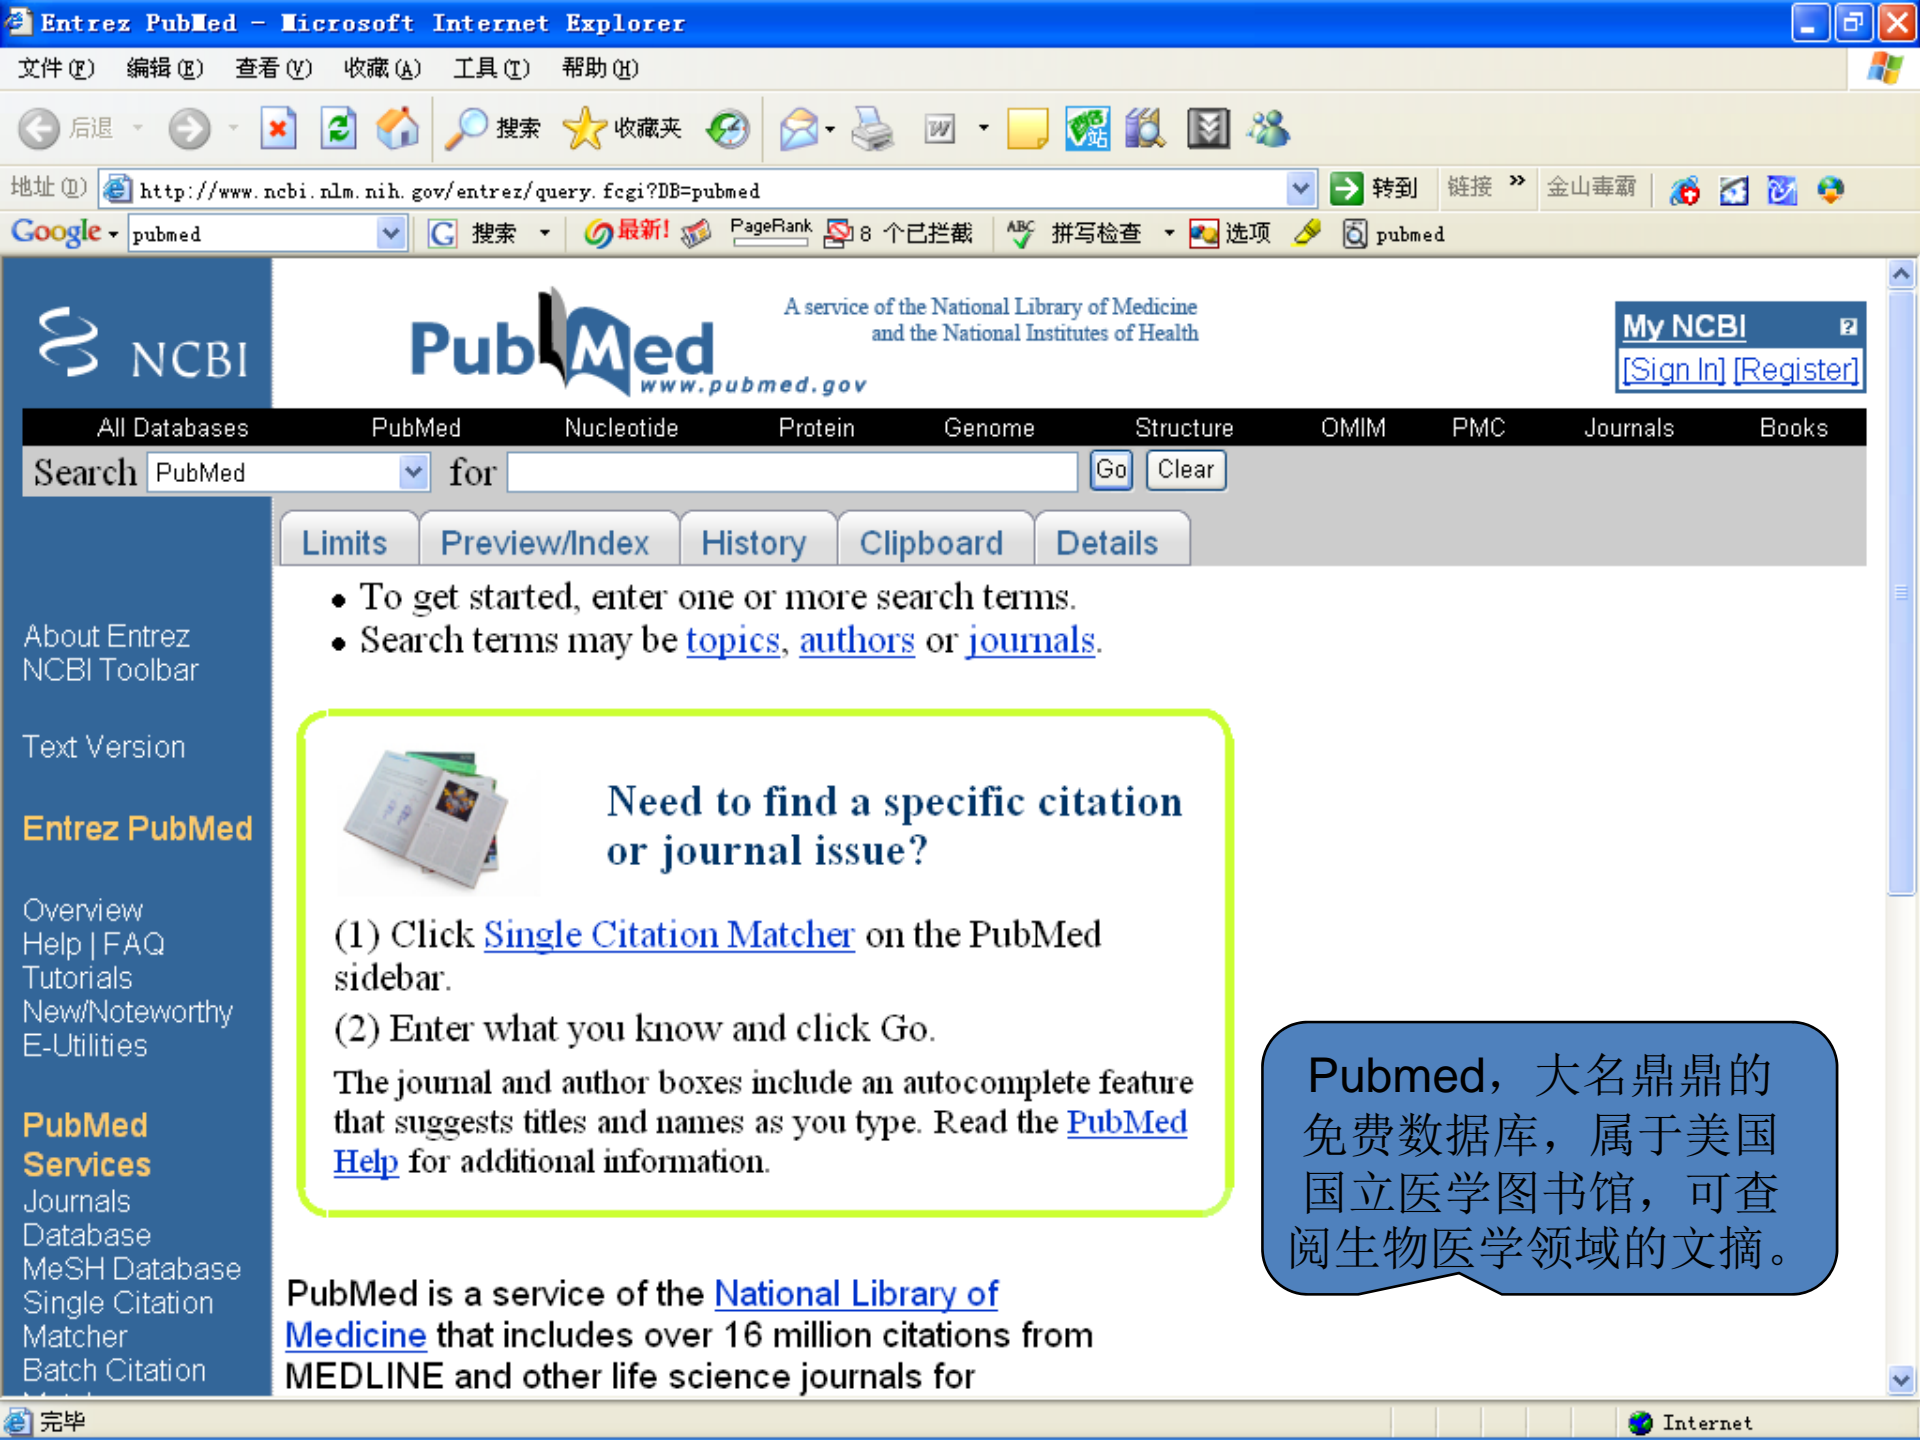 Entrez PubMed - Microsoft Internet Explorer
文件(F) 编辑(E) 查看(V) 收藏(A) 工具(T) 帮助(H)
后退 搜索 收藏夹
地址(D) http://www.ncbi.nlm.nih.gov/entrez/query.fcgi?DB=pubmed 转到 链接 » 金山毒霸
Google pubmed G 搜索 最新! PageRank 8 个已拦截 ABC 拼写检查 选项 pubmed
NCBI
PubMed
www.pubmed.gov
A service of the National Library of Medicine
and the National Institutes of Health
My NCBI ?
[Sign In] [Register]
All Databases PubMed Nucleotide Protein Genome Structure OMIM PMC Journals Books
Search PubMed for Go Clear
Limits Preview/Index History Clipboard Details
About Entrez
NCBI Toolbar
Text Version
Entrez PubMed
Overview
Help | FAQ
Tutorials
New/Noteworthy
E-Utilities
PubMed
Services
Journals
Database
MeSH Database
Single Citation
Matcher
Batch Citation
• To get started, enter one or more search terms.
• Search terms may be topics, authors or journals.
Need to find a specific citation
or journal issue?
(1) Click Single Citation Matcher on the PubMed
sidebar.
(2) Enter what you know and click Go.
The journal and author boxes include an autocomplete feature
that suggests titles and names as you type. Read the PubMed
Help for additional information.
PubMed is a service of the National Library of
Medicine that includes over 16 million citations from
MEDLINE and other life science journals for
Pubmed，大名鼎鼎的
免费数据库，属于美国
国立医学图书馆，可查
阅生物医学领域的文摘。
完毕 Internet